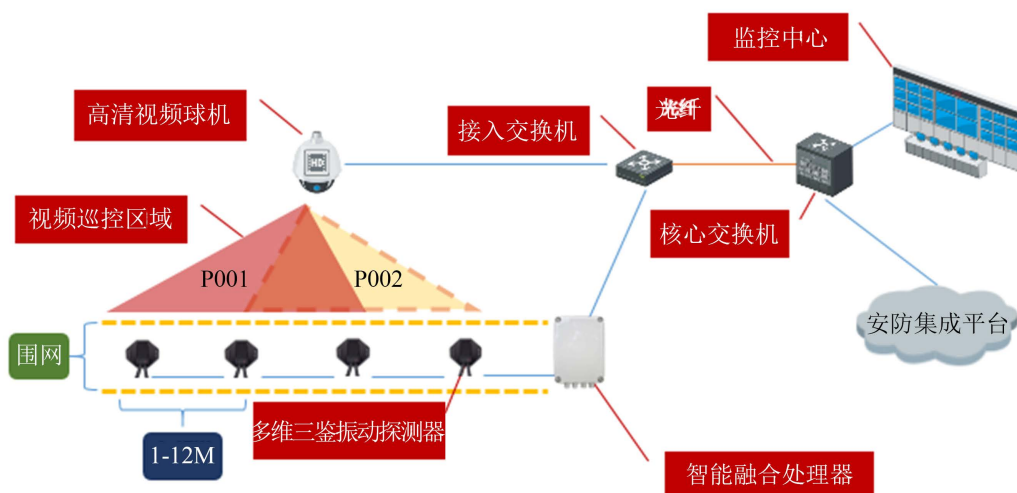 监控中心
高清视频球机
接入交换机
光纤
HD
视频巡控区域
核心交换机
P001
P002
安防集成平台
围网
多维三鉴振动探测器
1-12M
智能融合处理器